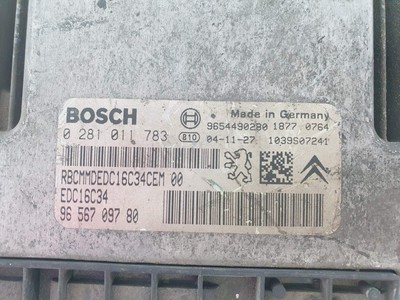 BOSCH
Made in Germany
0 281 011 783
9654490280 1877 0764
e10
04-11-27 1039S07241
RBCMMDEDC16C34CEM 00
EDC16C34
96 567 097 80